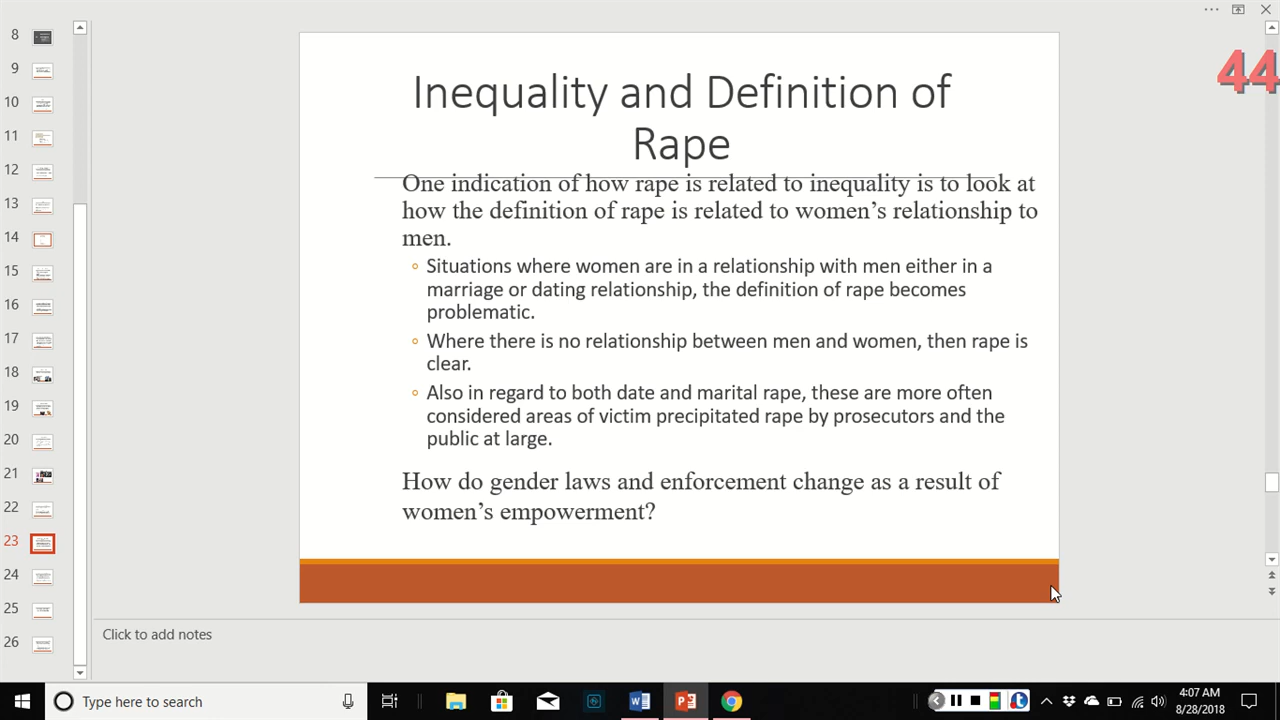 8
9
10
11
12
13
14
15
16
17
18
19
20
21
22
23
24
25
26
44
Inequality and Definition of
Rape
One indication of how rape is related to inequality is to look at
how the definition of rape is related to women’s relationship to
men.
Situations where women are in a relationship with men either in a
marriage or dating relationship, the definition of rape becomes
problematic.
Where there is no relationship between men and women, then rape is
clear.
Also in regard to both date and marital rape, these are more often
considered areas of victim precipitated rape by prosecutors and the
public at large.
How do gender laws and enforcement change as a result of
women’s empowerment?
Click to add notes
Type here to search
4:07 AM
8/28/2018